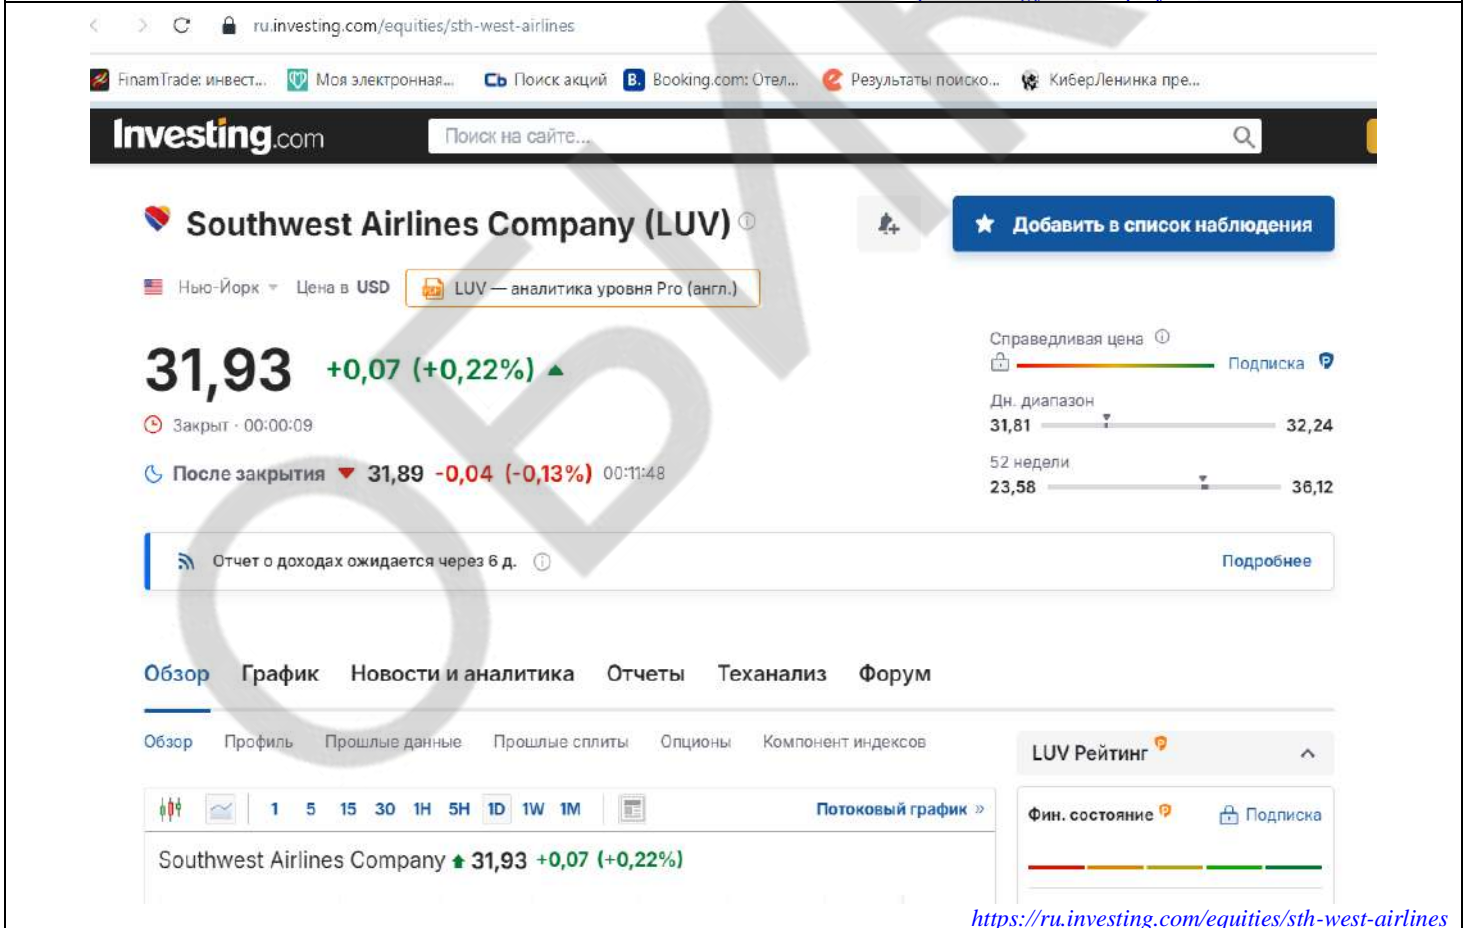 ru.investing.com/equities/sth-west-airlines
FinamTrade: инвест... Моя электронная... Сb Поиск акций B. Booking.com: Отел... Результаты поиско... КиберЛенинка пре...
Investing.com Поиск на сайте...
Southwest Airlines Company (LUV) Добавить в список наблюдения
Нью-Йорк Цена в USD LUV — аналитика уровня Pro (англ.)
31,93 +0,07 (+0,22%)
Справедливая цена
Подписка
Закрыт · 00:00:09
Дн. диапазон
31,81 32,24
После закрытия 31,89 -0,04 (-0,13%) 00:11:48
52 недели
23,58 36,12
Отчет о доходах ожидается через 6 д. Подробнее
Обзор График Новости и аналитика Отчеты Теханализ Форум
Обзор Профиль Прошлые данные Прошлые сплиты Опционы Компонент индексов
LUV Рейтинг
1 5 15 30 1H 5H 1D 1W 1M Потоковый график »
Фин. состояние Подписка
Southwest Airlines Company 31,93 +0,07 (+0,22%)
https://ru.investing.com/equities/sth-west-airlines